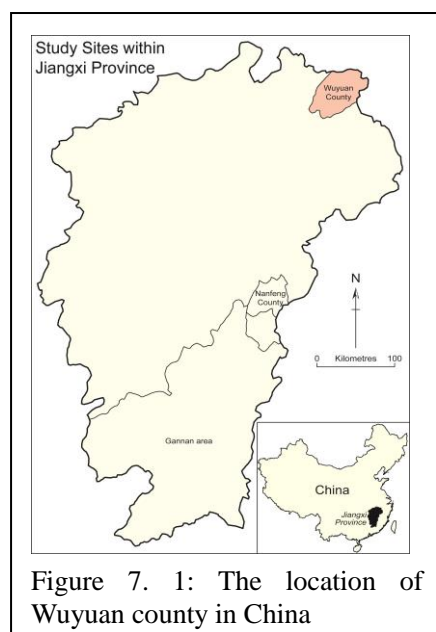 Study Sites within
Jiangxi Province
Wuyuan
County
Nanfeng
County
N
0 Kilometres 100
Gannan area
China
Jiangxi
Province
Figure 7. 1: The location of
Wuyuan county in China